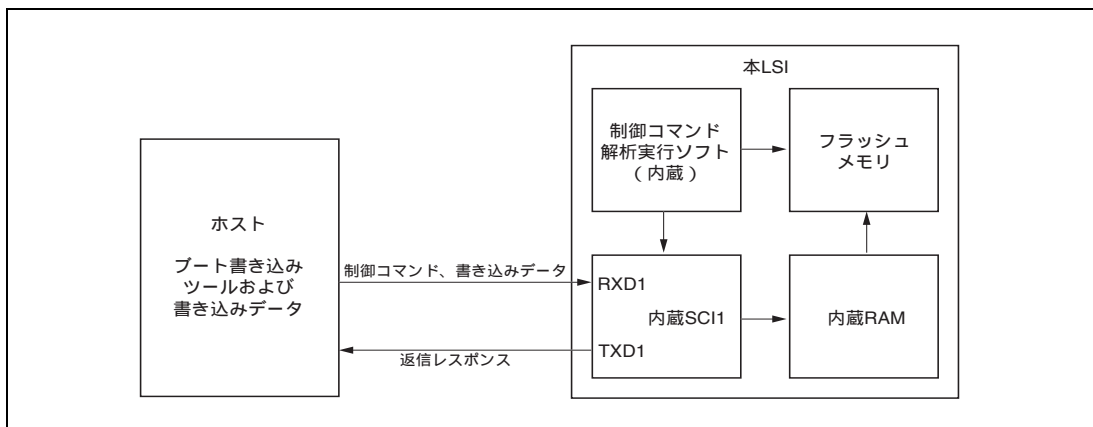 本LSI
制御コマンド
解析実行ソフト
(内蔵)
フラッシュ
メモリ
ホスト
ブート書き込み
ツールおよび
書き込みデータ
制御コマンド、書き込みデータ
RXD1
内蔵SCI1
TXD1
内蔵RAM
返信レスポンス